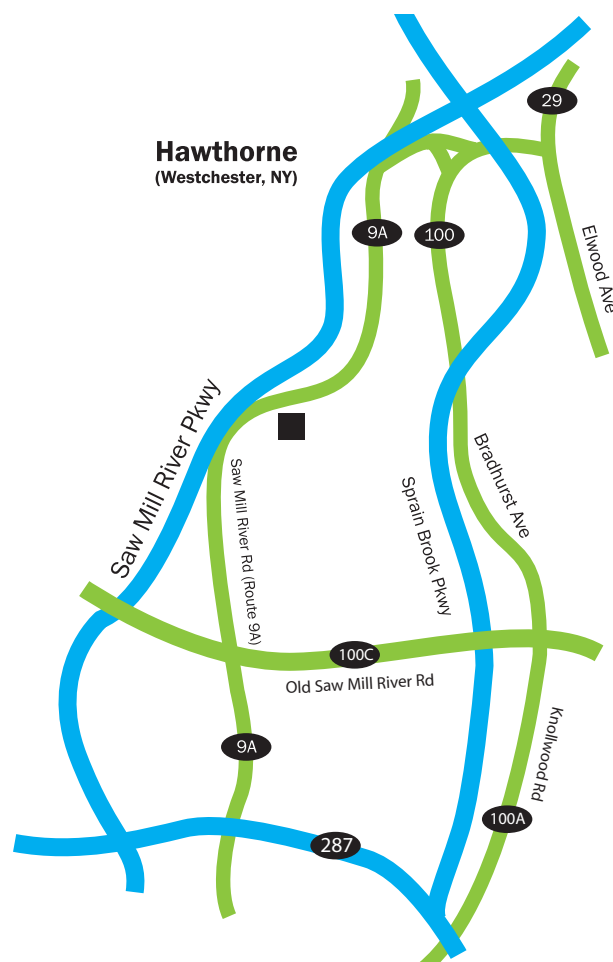 29
Hawthorne
(Westchester, NY)
9A
100
Elwood Ave
Saw Mill River Pkwy
Bradhurst Ave
Saw Mill River Rd (Route 9A)
Sprain Brook Pkwy
100C
Old Saw Mill River Rd
Knollwood Rd
9A
100A
287